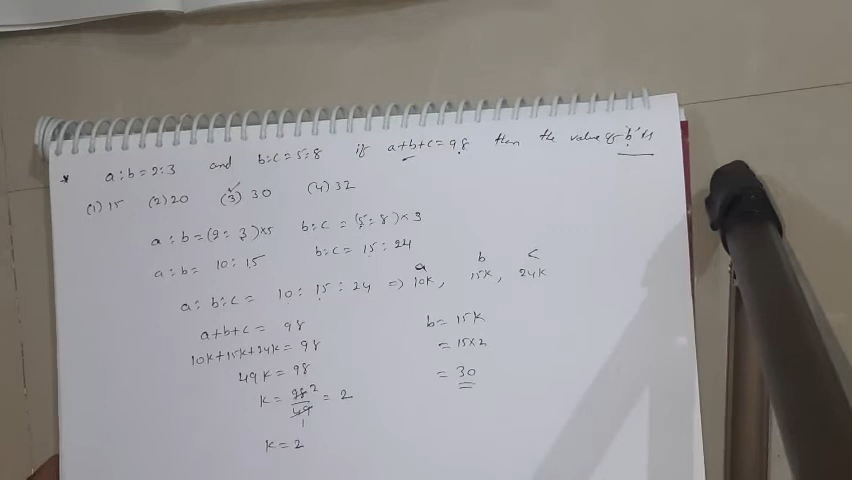 * a:b=2:3 and b:c=5:8 if a+b+c=98 then the value of 'b' is
(1) 15 (2) 20 (3) 30 (4) 32
a:b=(2:3)×5 b:c=(5:8)×3
a:b= 10:15 b:c= 15:24
a:b:c= 10:15:24 => a 10K, b 15K, c 24K
a+b+c= 98 b= 15K
10K+15K+24K=98 = 15×2
49K=98 = 30
K= 98/49 2/1 = 2
K=2